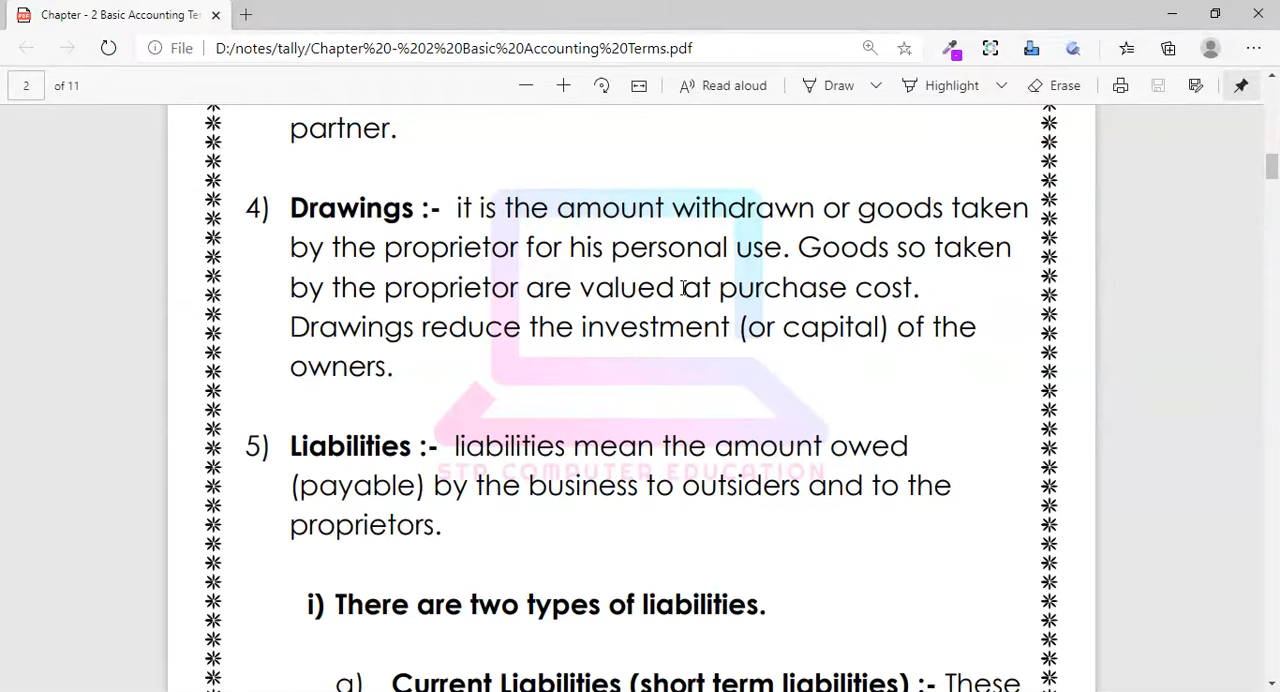 Chapter - 2 Basic Accounting Ter
File
D:/notes/tally/Chapter%20-%202%20Basic%20Accounting%20Terms.pdf
2 of 11
Read aloud
Draw
Highlight
Erase
partner.
4) Drawings :- it is the amount withdrawn or goods taken
by the proprietor for his personal use. Goods so taken
by the proprietor are valued at purchase cost.
Drawings reduce the investment (or capital) of the
owners.
5) Liabilities :- liabilities mean the amount owed
STP COMPUTER EDUCATION
(payable) by the business to outsiders and to the
proprietors.
i) There are two types of liabilities.
a) Current Liabilities (short term liabilities) :- These